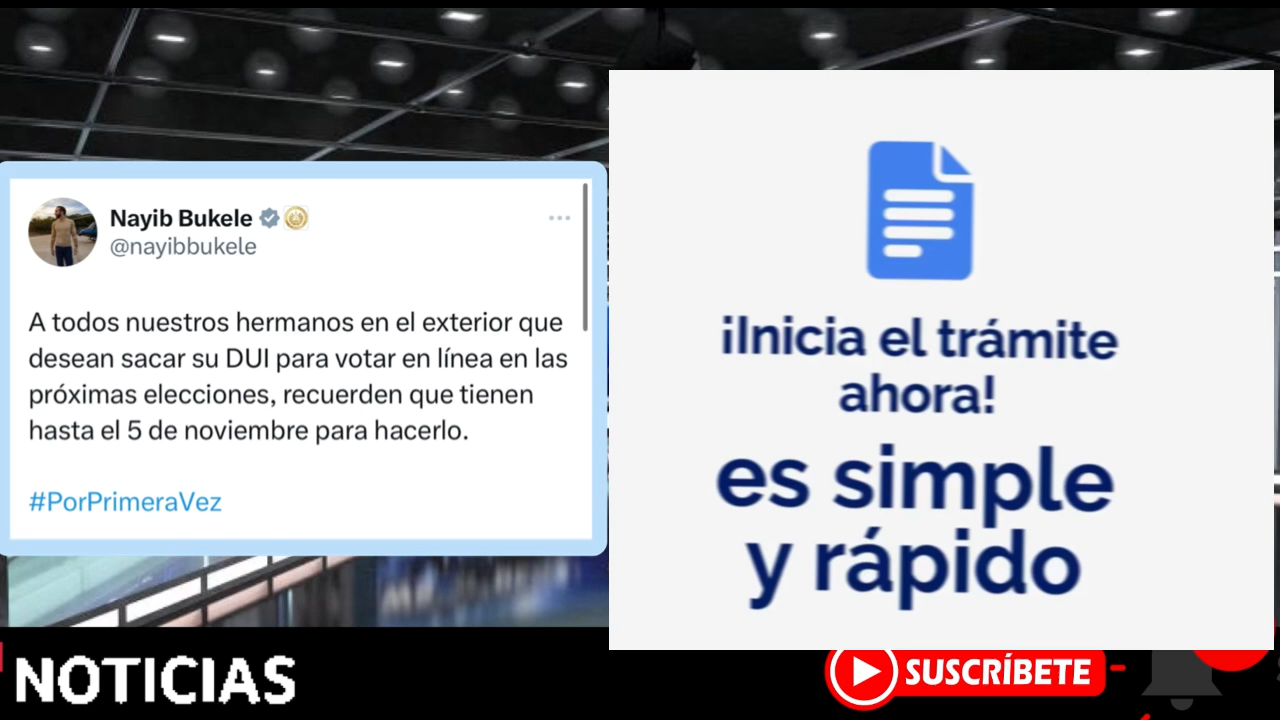 Nayib Bukele
@nayibbukele
A todos nuestros hermanos en el exterior que
desean sacar su DUI para votar en línea en las
próximas elecciones, recuerden que tienen
hasta el 5 de noviembre para hacerlo.
#PorPrimeraVez
¡Inicia el trámite
ahora!
es simple
y rápido
NOTICIAS
SUSCRÍBETE